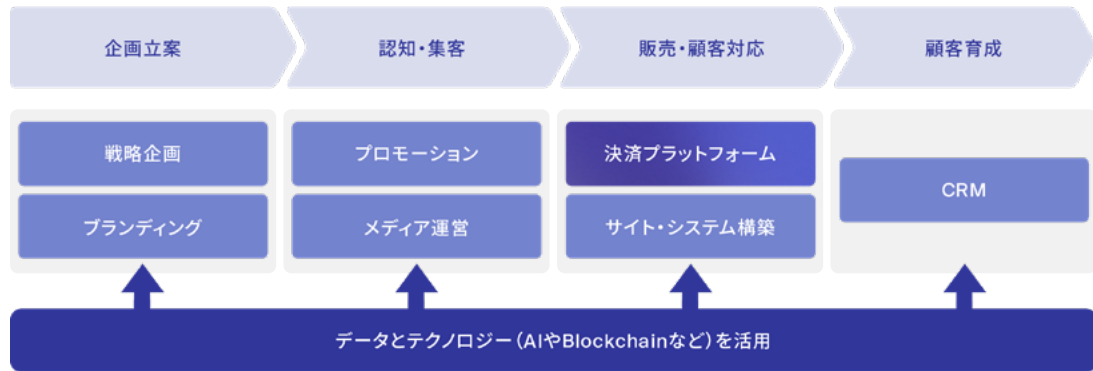 企画立案
認知・集客
販売・顧客対応
顧客育成
戦略企画
プロモーション
決済プラットフォーム
CRM
ブランディング
メディア運営
サイト・システム構築
データとテクノロジー（AIやBlockchainなど）を活用